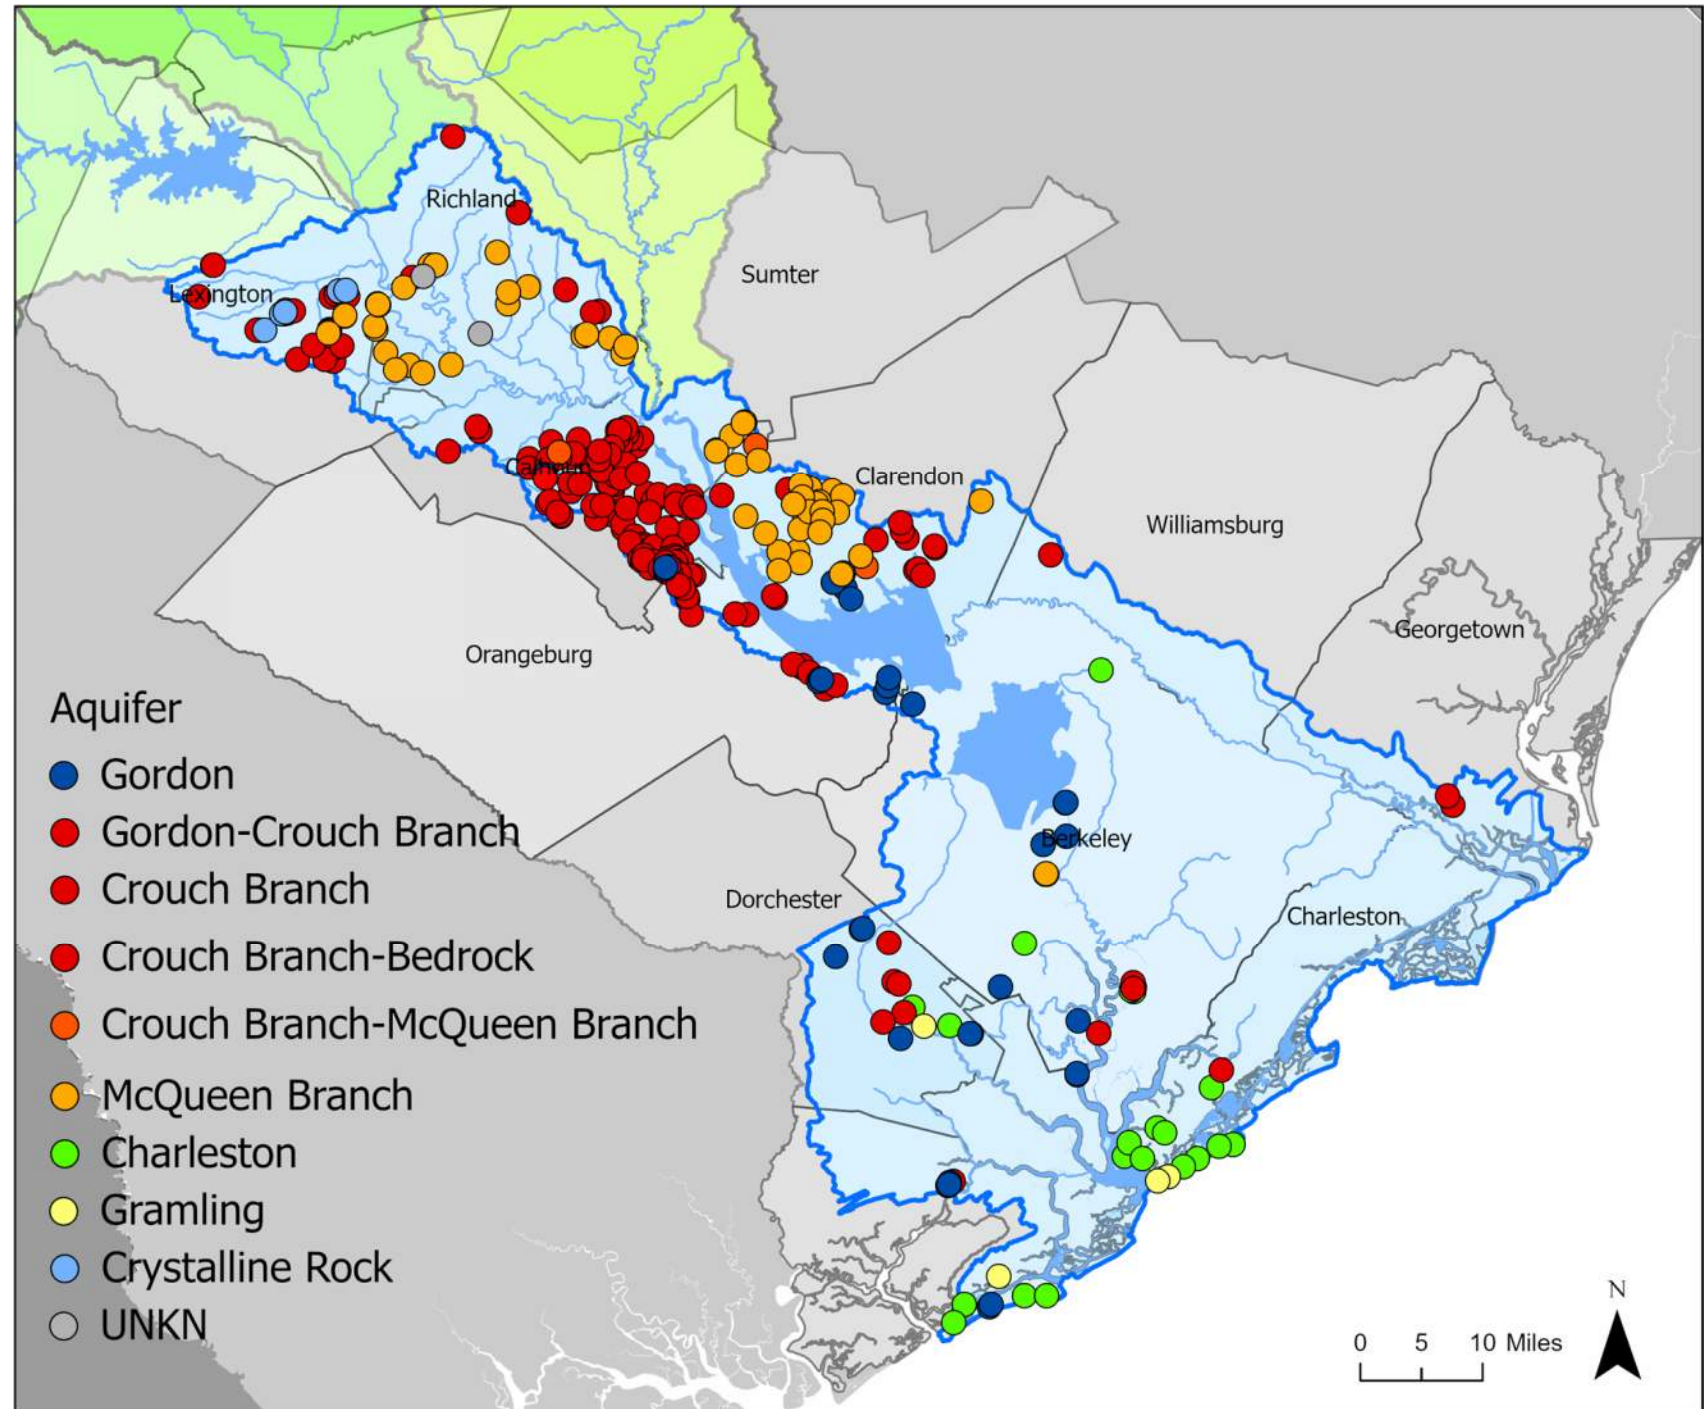 Richland
Sumter
Lexington
Clarendon
Calhoun
Williamsburg
Georgetown
Orangeburg
Berkeley
Dorchester
Charleston
Aquifer
Gordon
Gordon-Crouch Branch
Crouch Branch
Crouch Branch-Bedrock
Crouch Branch-McQueen Branch
McQueen Branch
Charleston
Gramling
Crystalline Rock
UNKN
N
0 5 10 Miles